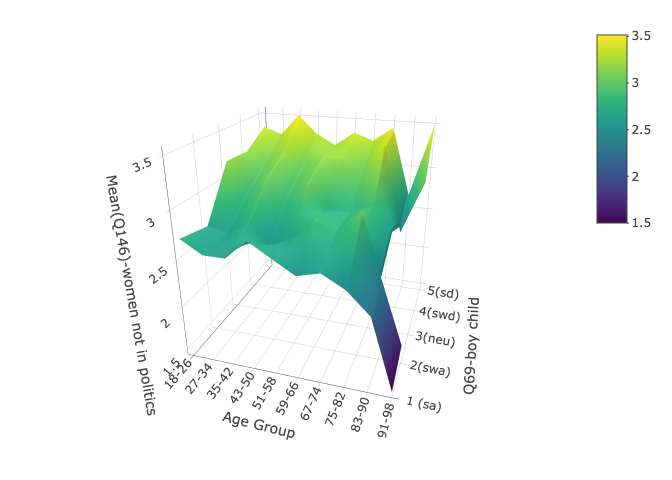 3.5
3
2.5
2
1.5
Mean(Q146)-women not in politics
3.5
3
2.5
2
1.5
18-26
27-34
35-42
43-50
51-58
59-66
67-74
75-82
83-90
91-98
Age Group
5(sd)
4(swd)
3(neu)
2(swa)
1 (sa)
Q69-boy child